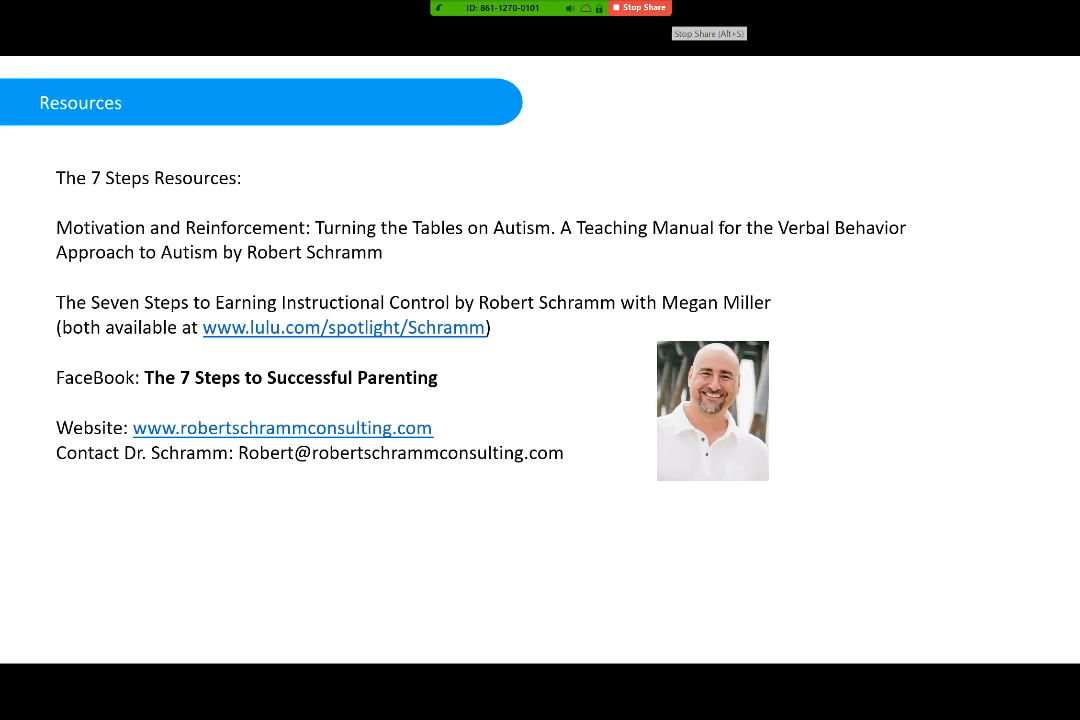 ID: 861-1270-0101
Stop Share
Stop Share (Alt+S)
Resources
The 7 Steps Resources:
Motivation and Reinforcement: Turning the Tables on Autism. A Teaching Manual for the Verbal Behavior
Approach to Autism by Robert Schramm
The Seven Steps to Earning Instructional Control by Robert Schramm with Megan Miller
(both available at www.lulu.com/spotlight/Schramm)
FaceBook: The 7 Steps to Successful Parenting
Website: www.robertschrammconsulting.com
Contact Dr. Schramm: Robert@robertschrammconsulting.com